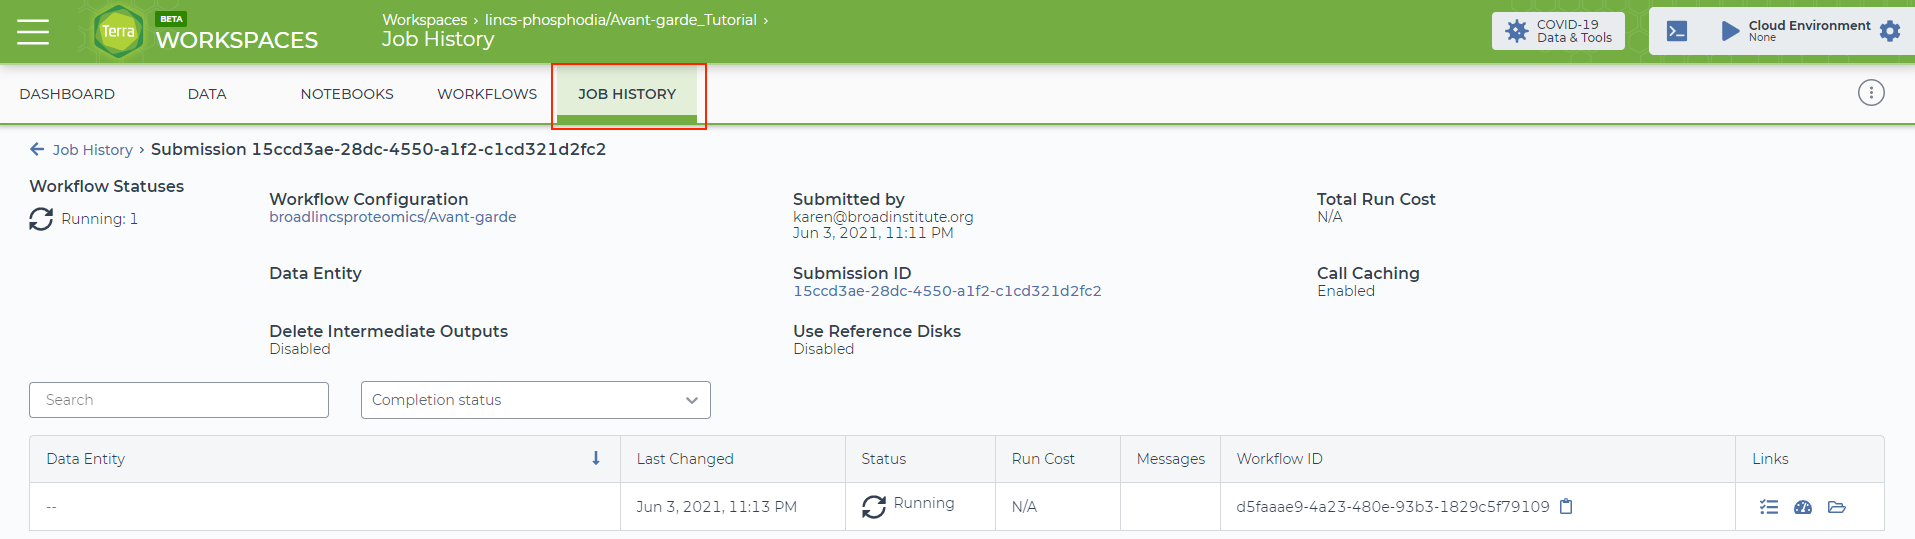 Terra
BETA
WORKSPACES
Workspaces › lincs-phosphodia/Avant-garde_Tutorial ›
Job History
COVID-19
Data & Tools
Cloud Environment
None
DASHBOARD DATA NOTEBOOKS WORKFLOWS JOB HISTORY
Job History › Submission 15ccd3ae-28dc-4550-a1f2-c1cd321d2fc2
Workflow Statuses
Running: 1
Workflow Configuration
broadlincsproteomics/Avant-garde
Submitted by
karen@broadinstitute.org
Jun 3, 2021, 11:11 PM
Total Run Cost
N/A
Data Entity
Submission ID
15ccd3ae-28dc-4550-a1f2-c1cd321d2fc2
Call Caching
Enabled
Delete Intermediate Outputs
Disabled
Use Reference Disks
Disabled
Search
Completion status
Data Entity Last Changed Status Run Cost Messages Workflow ID Links
-- Jun 3, 2021, 11:13 PM Running N/A d5faaae9-4a23-480e-93b3-1829c5f79109